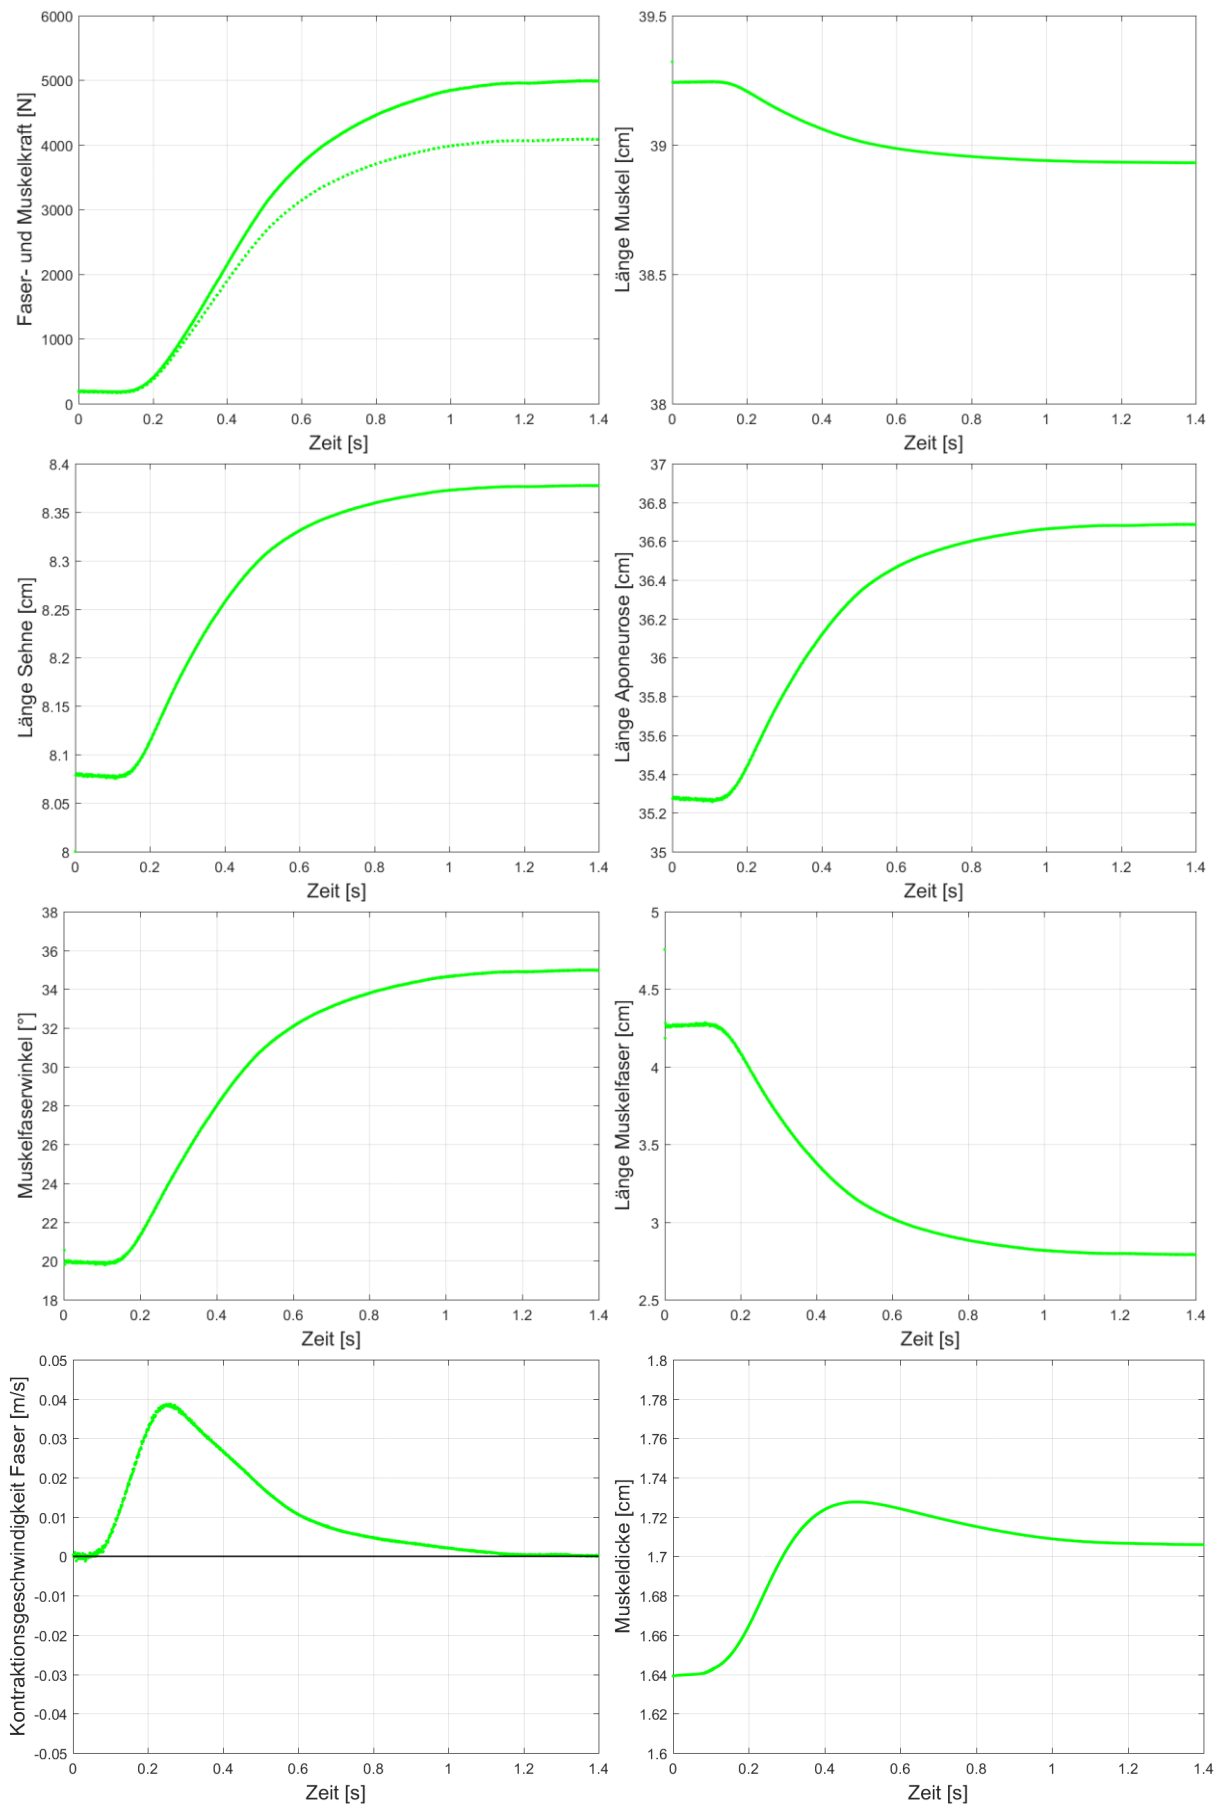 6000
5000
4000
3000
2000
1000
0
Faser- und Muskelkraft [N]
0 0.2 0.4 0.6 0.8 1 1.2 1.4
Zeit [s]
39.5
39
38.5
38
Länge Muskel [cm]
0 0.2 0.4 0.6 0.8 1 1.2 1.4
Zeit [s]
8.4
8.35
8.3
8.25
8.2
8.15
8.1
8.05
8
Länge Sehne [cm]
0 0.2 0.4 0.6 0.8 1 1.2 1.4
Zeit [s]
37
36.8
36.6
36.4
36.2
36
35.8
35.6
35.4
35.2
35
Länge Aponeurose [cm]
0 0.2 0.4 0.6 0.8 1 1.2 1.4
Zeit [s]
38
36
34
32
30
28
26
24
22
20
18
Muskelfaserwinkel [°]
0 0.2 0.4 0.6 0.8 1 1.2 1.4
Zeit [s]
5
4.5
4
3.5
3
2.5
Länge Muskelfaser [cm]
0 0.2 0.4 0.6 0.8 1 1.2 1.4
Zeit [s]
0.05
0.04
0.03
0.02
0.01
0
-0.01
-0.02
-0.03
-0.04
-0.05
Kontraktionsgeschwindigkeit Faser [m/s]
0 0.2 0.4 0.6 0.8 1 1.2 1.4
Zeit [s]
1.8
1.78
1.76
1.74
1.72
1.7
1.68
1.66
1.64
1.62
1.6
Muskeldicke [cm]
0 0.2 0.4 0.6 0.8 1 1.2 1.4
Zeit [s]